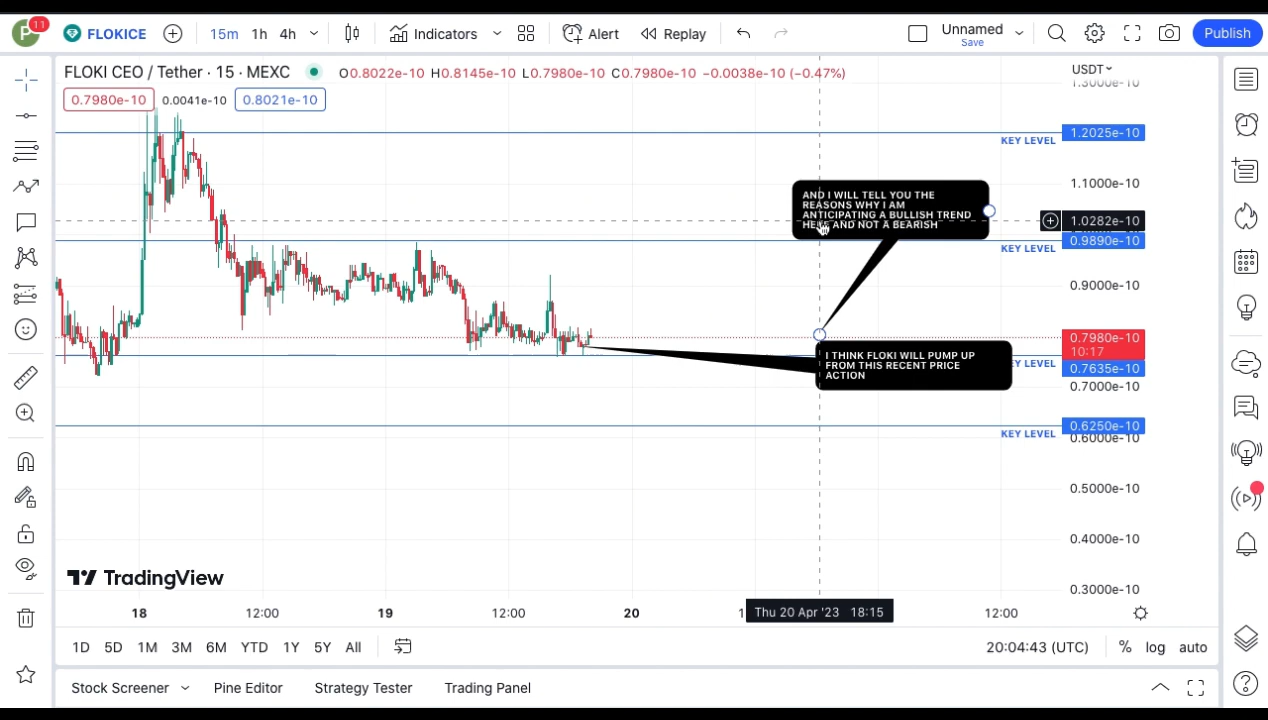 P 11 FLOKICE 15m 1h 4h Indicators Alert Replay Unnamed Save Publish
FLOKI CEO / Tether · 15 · MEXC O0.8022e-10 H0.8145e-10 L0.7980e-10 C0.7980e-10 −0.0038e-10 (−0.47%) USDT
1.3000e-10
0.7980e-10 0.0041e-10 0.8021e-10
1.2025e-10
KEY LEVEL
1.1000e-10
AND I WILL TELL YOU THE
REASONS WHY I AM
ANTICIPATING A BULLISH TREND
HERE AND NOT A BEARISH
1.0282e-10
0.9890e-10
KEY LEVEL
0.9000e-10
0.7980e-10
10:17
I THINK FLOKI WILL PUMP UP
FROM THIS RECENT PRICE
ACTION
KEY LEVEL
0.7635e-10
0.7000e-10
0.6250e-10
KEY LEVEL
0.6000e-10
0.5000e-10
0.4000e-10
TradingView
0.3000e-10
18 12:00 19 12:00 20 Thu 20 Apr '23 18:15 12:00
1D 5D 1M 3M 6M YTD 1Y 5Y All 20:04:43 (UTC) % log auto
Stock Screener Pine Editor Strategy Tester Trading Panel